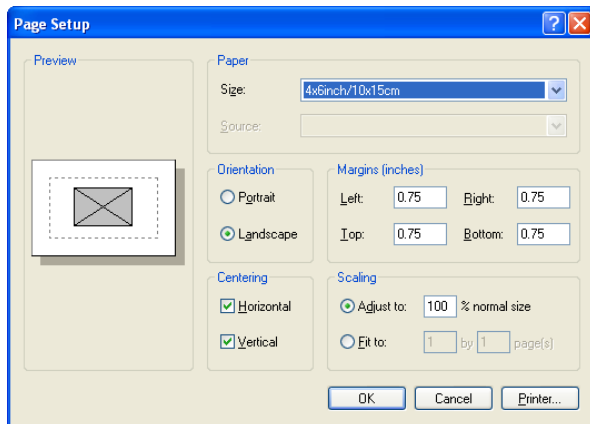 Page Setup
Preview
Paper
Size: 4x6inch/10x15cm
Source:
Orientation
Portrait
Landscape
Margins (inches)
Left: 0.75 Right: 0.75
Top: 0.75 Bottom: 0.75
Centering
Horizontal
Vertical
Scaling
Adjust to: 100 % normal size
Fit to: 1 by 1 page(s)
OK Cancel Printer...